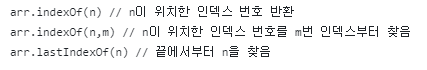 arr.indexOf(n) // n이 위치한 인덱스 번호 반환
arr.indexOf(n,m) // n이 위치한 인덱스 번호를 m번 인덱스부터 찾음
arr.lastIndexOf(n) // 끝에서부터 n을 찾음